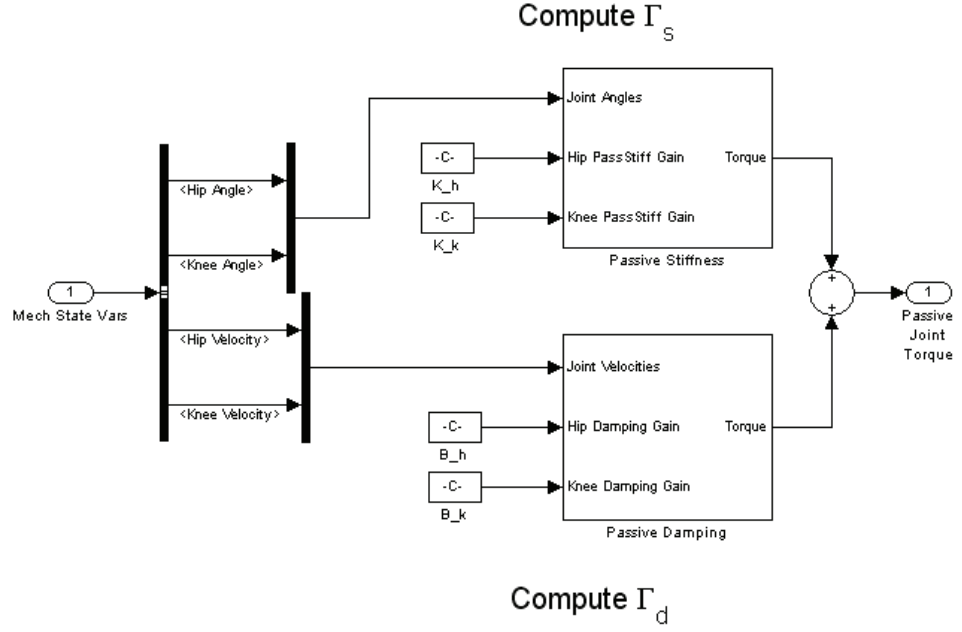 Compute Γ_s
Joint Angles
-C-
Hip PassStiff Gain
Torque
K_h
<Hip Angle>
-C-
Knee PassStiff Gain
K_k
Passive Stiffness
<Knee Angle>
1
Mech State Vars
+
+
1
Passive
Joint
Torque
<Hip Velocity>
<Knee Velocity>
Joint Velocities
-C-
Hip Damping Gain
Torque
B_h
-C-
Knee Damping Gain
B_k
Passive Damping
Compute Γ_d